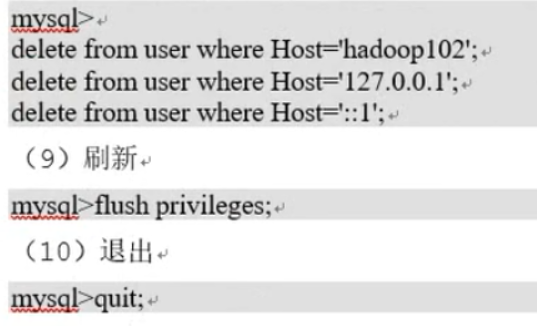 mysql>
delete from user where Host='hadoop102';
delete from user where Host='127.0.0.1';
delete from user where Host='::1';
（9）刷新
mysql>flush privileges;
（10）退出
mysql>quit;